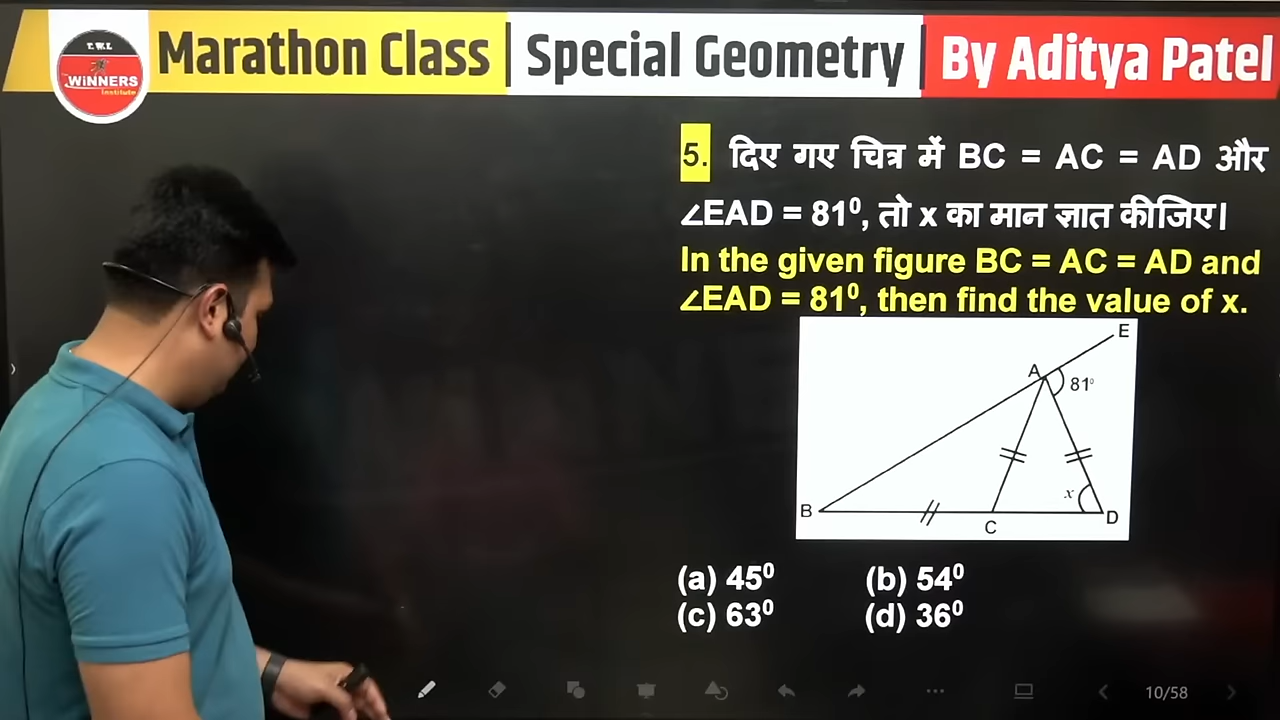 T.W.I.
WINNERS
Institute
Marathon Class | Special Geometry By Aditya Patel
5. दिए गए चित्र में BC = AC = AD और
∠EAD = 81⁰, तो x का मान ज्ञात कीजिए।
In the given figure BC = AC = AD and
∠EAD = 81⁰, then find the value of x.
E
A
81⁰
x
B
C
D
(a) 45⁰ (b) 54⁰
(c) 63⁰ (d) 36⁰
10/58